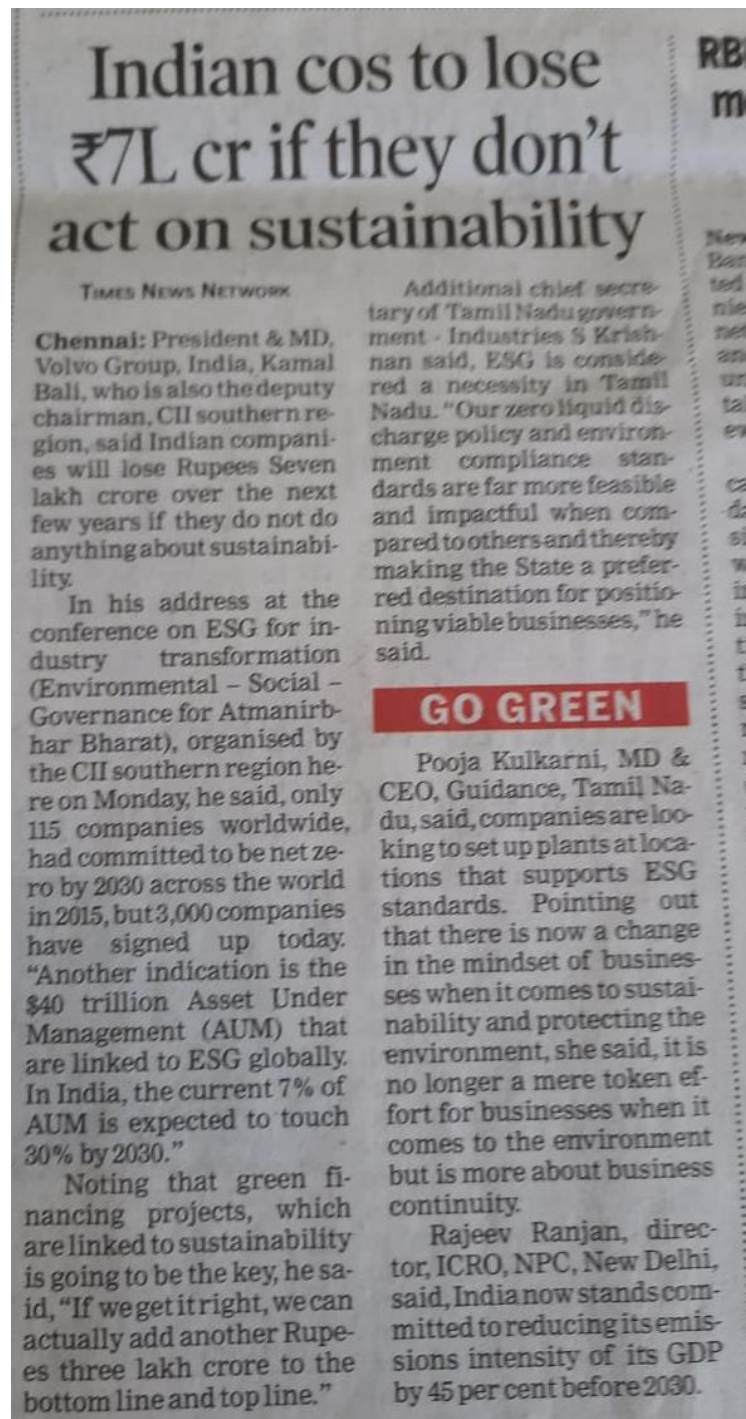 Indian cos to lose
₹7L cr if they don't
act on sustainability
TIMES NEWS NETWORK
Chennai: President & MD,
Volvo Group, India, Kamal
Bali, who is also the deputy
chairman, CII southern re-
gion, said Indian compani-
es will lose Rupees Seven
lakh crore over the next
few years if they do not do
anything about sustainabi-
lity.
In his address at the
conference on ESG for in-
dustry transformation
(Environmental – Social –
Governance for Atmanirb-
har Bharat), organised by
the CII southern region he-
re on Monday, he said, only
115 companies worldwide,
had committed to be net ze-
ro by 2030 across the world
in 2015, but 3,000 companies
have signed up today.
“Another indication is the
$40 trillion Asset Under
Management (AUM) that
are linked to ESG globally.
In India, the current 7% of
AUM is expected to touch
30% by 2030.”
Noting that green fi-
nancing projects, which
are linked to sustainability
is going to be the key, he sa-
id, “If we get it right, we can
actually add another Rupe-
es three lakh crore to the
bottom line and top line.”
Additional chief secre-
tary of Tamil Nadu govern-
ment - Industries S Krish-
nan said, ESG is conside-
red a necessity in Tamil
Nadu. “Our zero liquid dis-
charge policy and environ-
ment compliance stan-
dards are far more feasible
and impactful when com-
pared to others and thereby
making the State a prefer-
red destination for positio-
ning viable businesses,” he
said.
GO GREEN
Pooja Kulkarni, MD &
CEO, Guidance, Tamil Na-
du, said, companies are loo-
king to set up plants at loca-
tions that supports ESG
standards. Pointing out
that there is now a change
in the mindset of busines-
ses when it comes to sustai-
nability and protecting the
environment, she said, it is
no longer a mere token ef-
fort for businesses when it
comes to the environment
but is more about business
continuity.
Rajeev Ranjan, direc-
tor, ICRO, NPC, New Delhi,
said, India now stands com-
mitted to reducing its emis-
sions intensity of its GDP
by 45 per cent before 2030.
RB
m